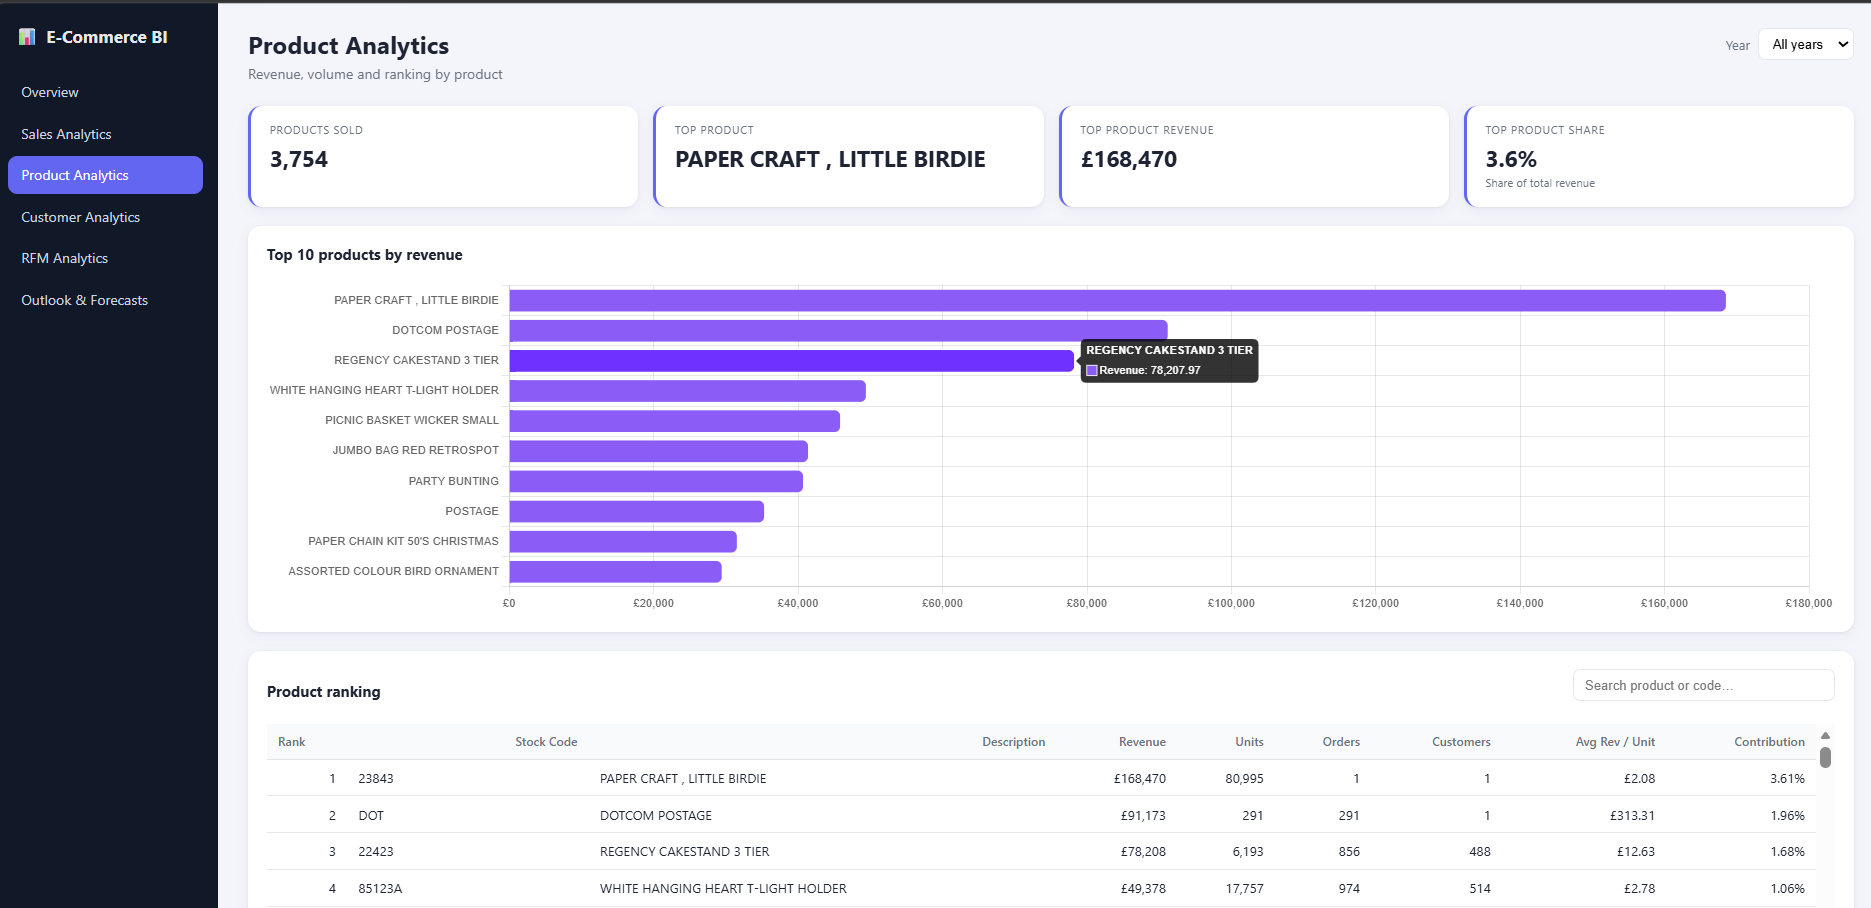 E-Commerce BI
Overview
Sales Analytics
Product Analytics
Customer Analytics
RFM Analytics
Outlook & Forecasts
Product Analytics
Revenue, volume and ranking by product
Year All years
PRODUCTS SOLD
3,754
TOP PRODUCT
PAPER CRAFT , LITTLE BIRDIE
TOP PRODUCT REVENUE
£168,470
TOP PRODUCT SHARE
3.6%
Share of total revenue
Top 10 products by revenue
PAPER CRAFT , LITTLE BIRDIE
DOTCOM POSTAGE
REGENCY CAKESTAND 3 TIER
WHITE HANGING HEART T-LIGHT HOLDER
PICNIC BASKET WICKER SMALL
JUMBO BAG RED RETROSPOT
PARTY BUNTING
POSTAGE
PAPER CHAIN KIT 50'S CHRISTMAS
ASSORTED COLOUR BIRD ORNAMENT
REGENCY CAKESTAND 3 TIER
Revenue: 78,207.97
£0 £20,000 £40,000 £60,000 £80,000 £100,000 £120,000 £140,000 £160,000 £180,000
Product ranking
Search product or code...
Rank Stock Code Description Revenue Units Orders Customers Avg Rev / Unit Contribution
1 23843 PAPER CRAFT , LITTLE BIRDIE £168,470 80,995 1 1 £2.08 3.61%
2 DOT DOTCOM POSTAGE £91,173 291 291 1 £313.31 1.96%
3 22423 REGENCY CAKESTAND 3 TIER £78,208 6,193 856 488 £12.63 1.68%
4 85123A WHITE HANGING HEART T-LIGHT HOLDER £49,378 17,757 974 514 £2.78 1.06%